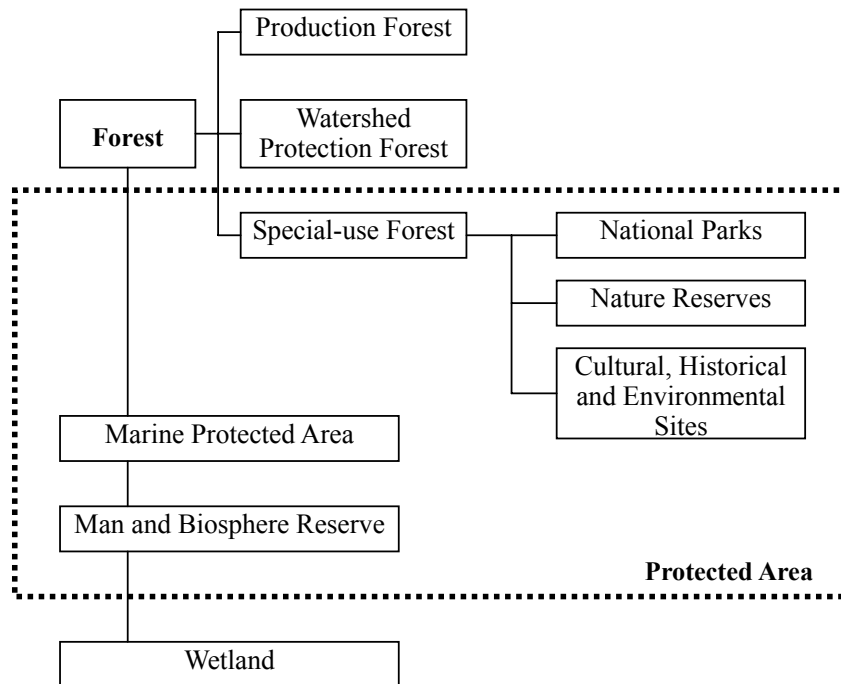 Production Forest
Forest
Watershed
Protection Forest
Special-use Forest
National Parks
Nature Reserves
Cultural, Historical
and Environmental
Sites
Marine Protected Area
Man and Biosphere Reserve
Protected Area
Wetland